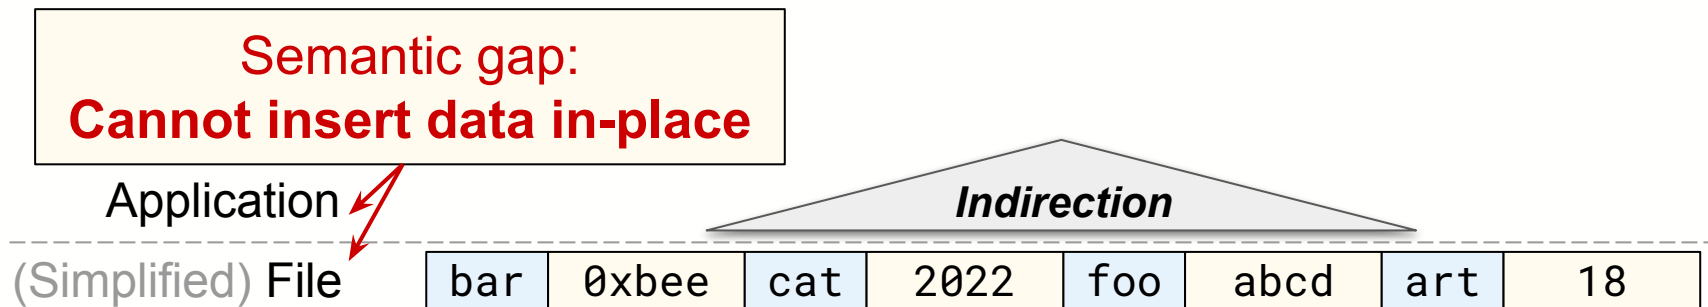 Semantic gap:
Cannot insert data in-place
Application
Indirection
(Simplified) File
bar 0xbee cat 2022 foo abcd art 18